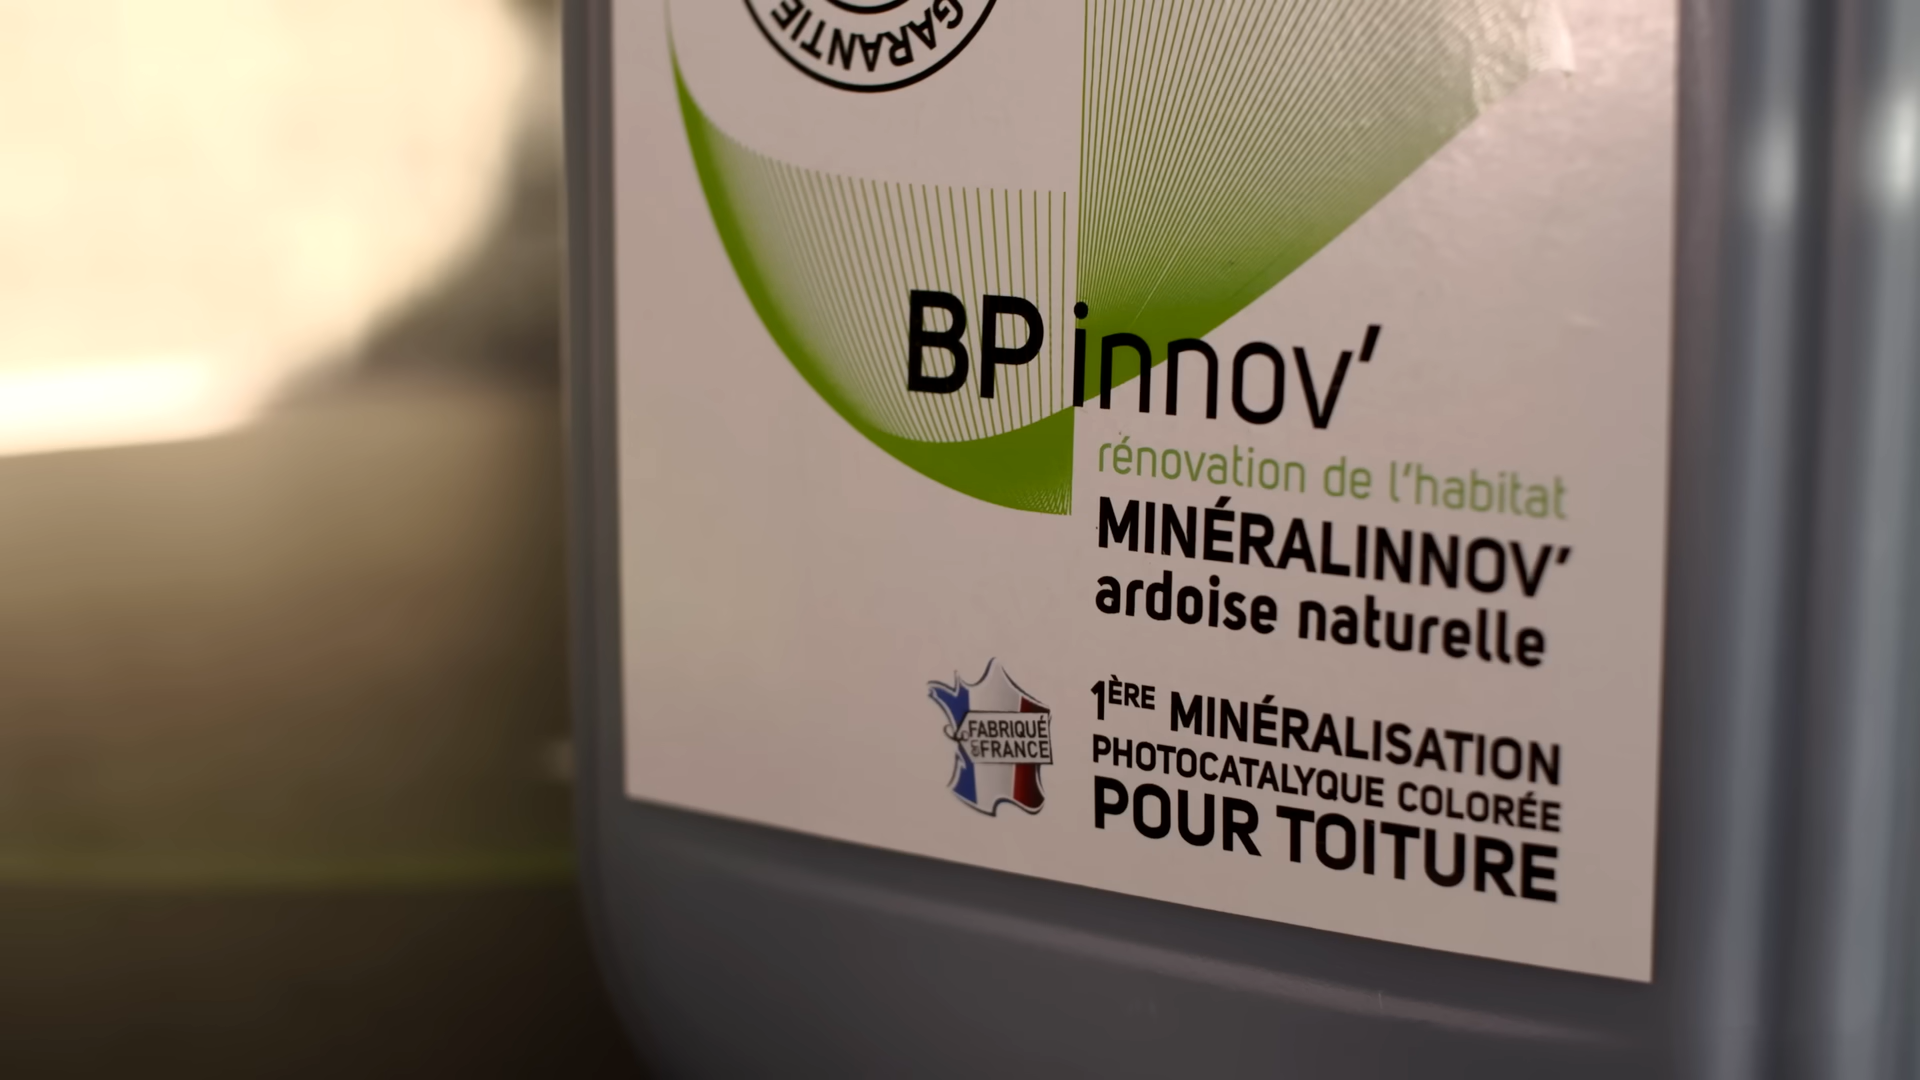 GARANTIE
BP innov’
rénovation de l’habitat
MINÉRALINNOV’
ardoise naturelle
FABRIQUÉ
EN FRANCE
1ÈRE MINÉRALISATION
PHOTOCATALYQUE COLORÉE
POUR TOITURE